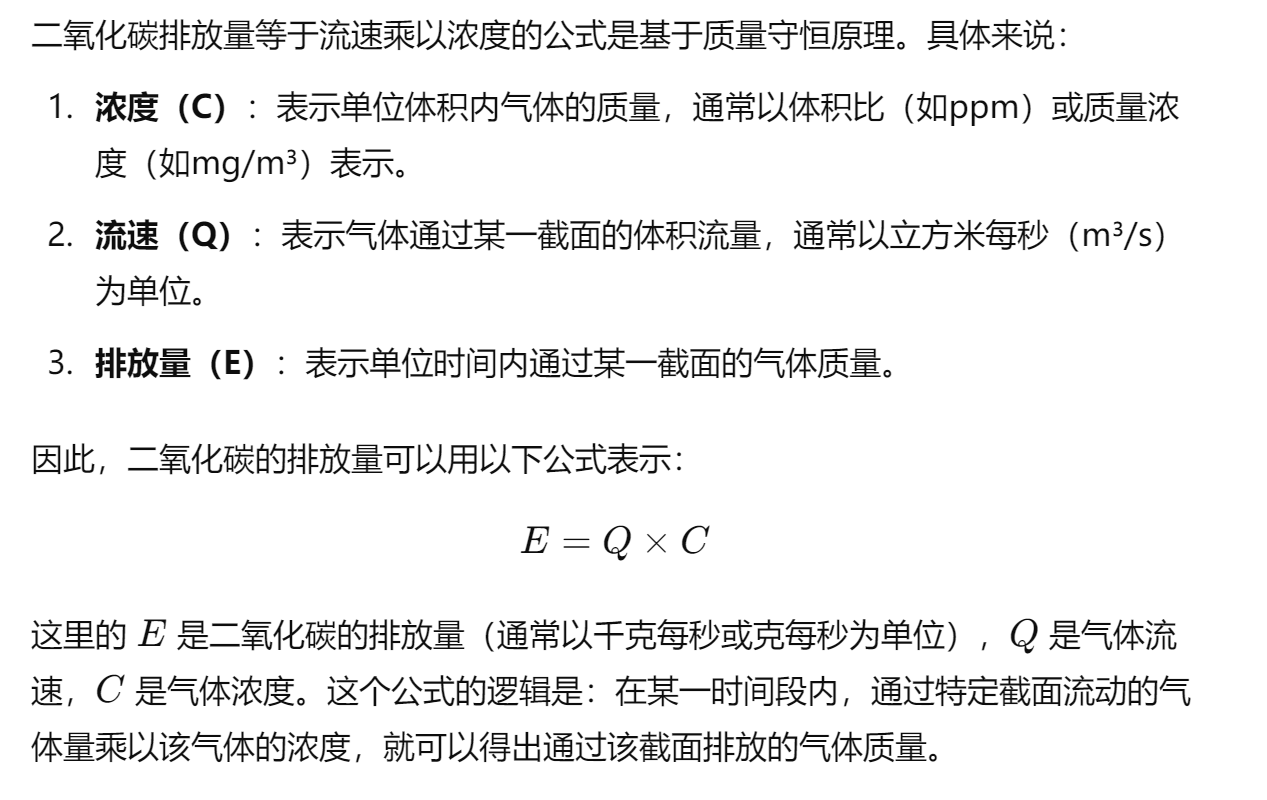 二氧化碳排放量等于流速乘以浓度的公式是基于质量守恒原理。具体来说：
1. 浓度（C）：表示单位体积内气体的质量，通常以体积比（如ppm）或质量浓
度（如mg/m³）表示。
2. 流速（Q）：表示气体通过某一截面的体积流量，通常以立方米每秒（m³/s）
为单位。
3. 排放量（E）：表示单位时间内通过某一截面的气体质量。
因此，二氧化碳的排放量可以用以下公式表示：
E = Q × C
这里的 E 是二氧化碳的排放量（通常以千克每秒或克每秒为单位），Q 是气体流
速，C 是气体浓度。这个公式的逻辑是：在某一时间段内，通过特定截面流动的气
体量乘以该气体的浓度，就可以得出通过该截面排放的气体质量。